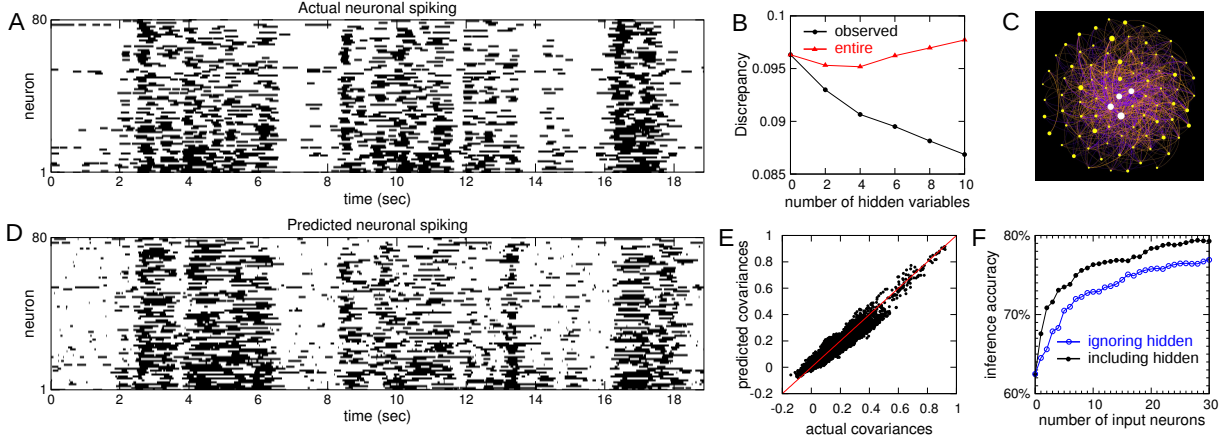 A
Actual neuronal spiking
80
neuron
1
0 2 4 6 8 10 12 14 16 18
time (sec)
B
0.1
0.095
0.09
0.085
Discrepancy
observed
entire
0 2 4 6 8 10
number of hidden variables
C
D
Predicted neuronal spiking
80
neuron
1
0 2 4 6 8 10 12 14 16 18
time (sec)
E
1
0.8
0.6
0.4
0.2
0
-0.2
predicted covariances
-0.2 0 0.2 0.4 0.6 0.8 1
actual covariances
F
80%
70%
60%
inference accuracy
ignoring hidden
including hidden
0 10 20 30
number of input neurons